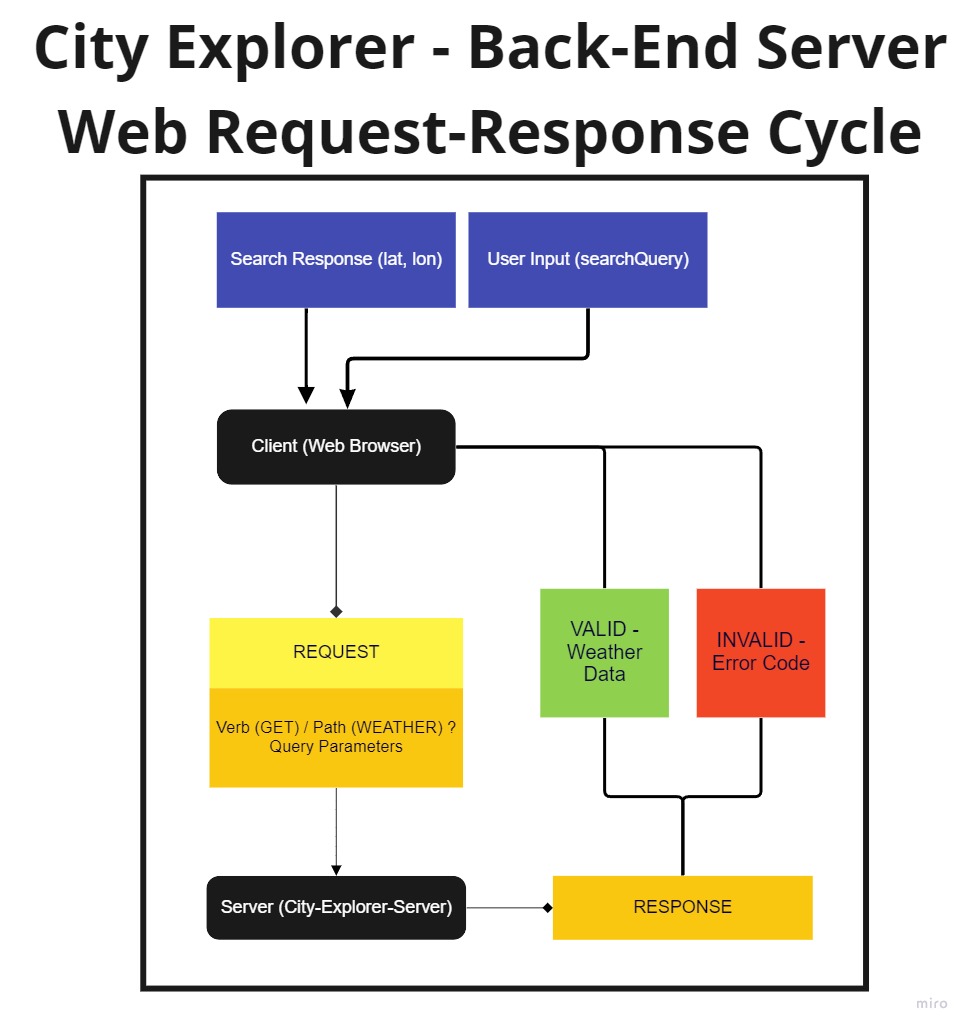 City Explorer - Back-End Server
Web Request-Response Cycle
Search Response (lat, lon)
User Input (searchQuery)
Client (Web Browser)
VALID -
Weather
Data
INVALID -
Error Code
REQUEST
Verb (GET) / Path (WEATHER) ?
Query Parameters
Server (City-Explorer-Server)
RESPONSE
miro